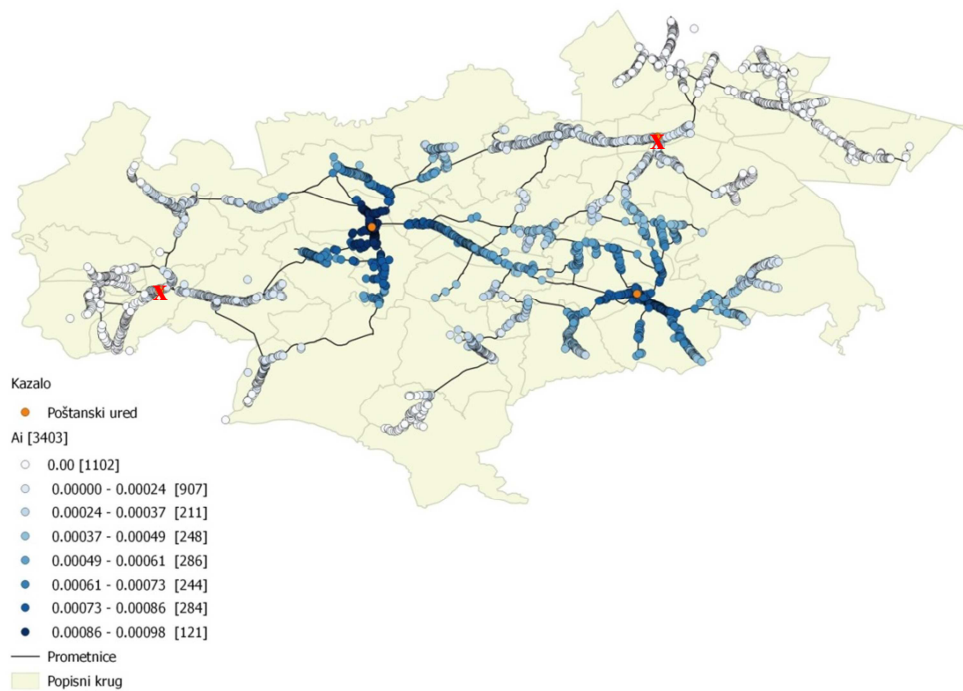 X
X
Kazalo
Poštanski ured
Ai [3403]
0.00 [1102]
0.00000 - 0.00024 [907]
0.00024 - 0.00037 [211]
0.00037 - 0.00049 [248]
0.00049 - 0.00061 [286]
0.00061 - 0.00073 [244]
0.00073 - 0.00086 [284]
0.00086 - 0.00098 [121]
Prometnice
Popisni krug